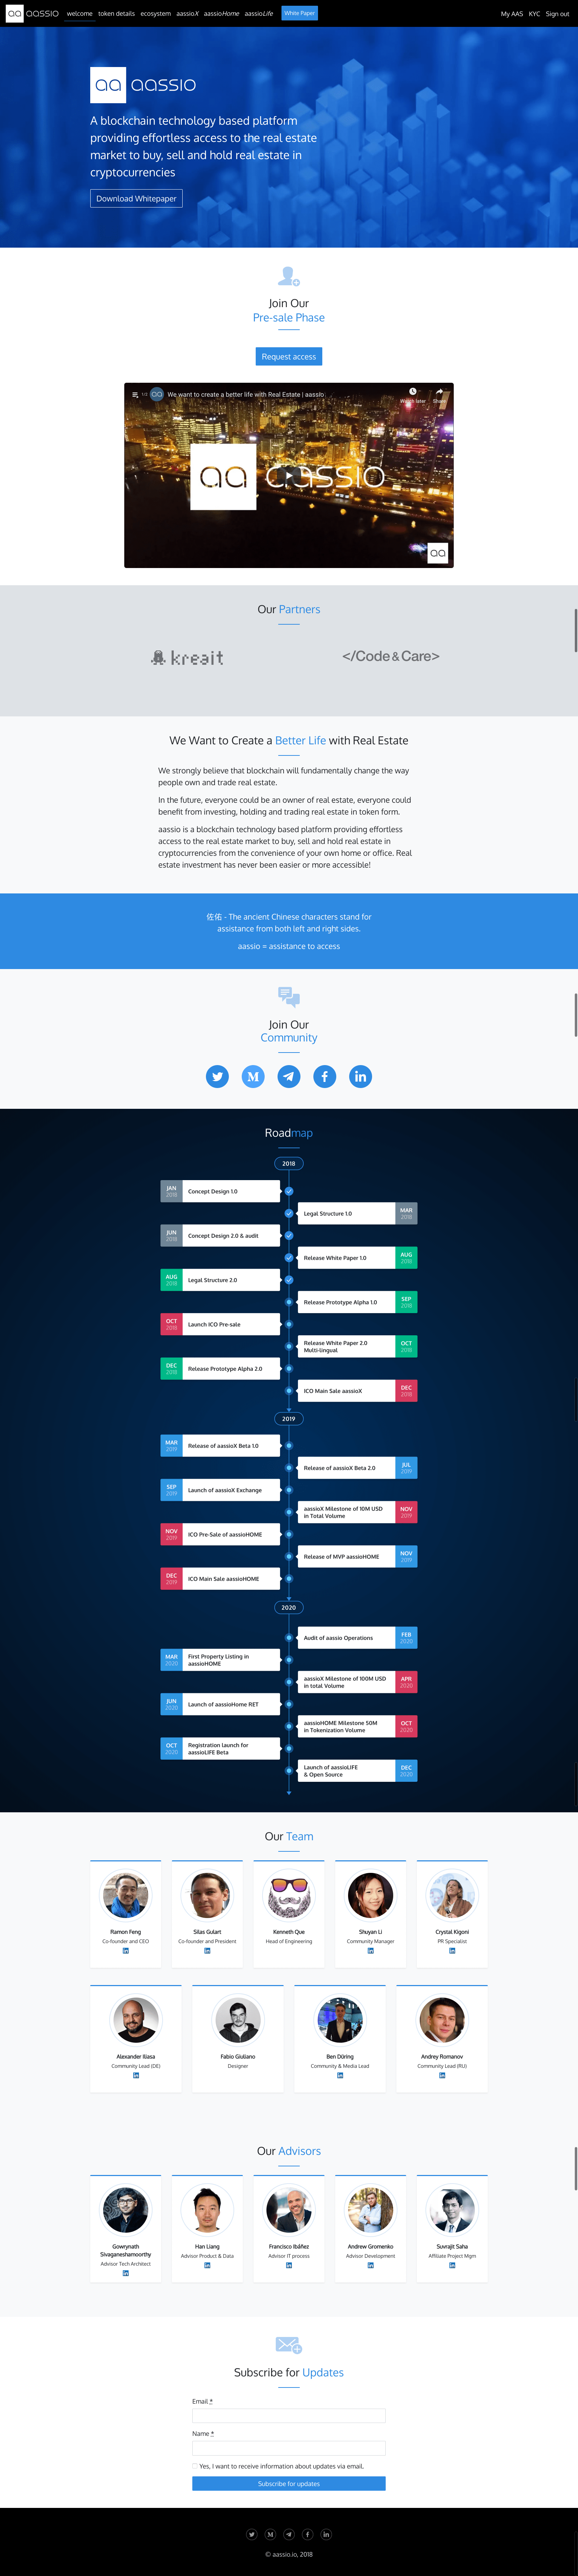 aa aassio welcome token details ecosystem aassioX aassioHome aassioLife White Paper My AAS KYC Sign out
aa aassio
A blockchain technology based platform
providing effortless access to the real estate
market to buy, sell and hold real estate in
cryptocurrencies
Download Whitepaper
Join Our
Pre-sale Phase
Request access
1/3 aa We want to create a better life with Real Estate | aassio
Watch later Share
aa aassio
aa
Our Partners
kreait </Code & Care>
We Want to Create a Better Life with Real Estate
We strongly believe that blockchain will fundamentally change the way
people own and trade real estate.
In the future, everyone could be an owner of real estate, everyone could
benefit from investing, holding and trading real estate in token form.
aassio is a blockchain technology based platform providing effortless
access to the real estate market to buy, sell and hold real estate in
cryptocurrencies from the convenience of your own home or office. Real
estate investment has never been easier or more accessible!
佐佑 - The ancient Chinese characters stand for
assistance from both left and right sides.
aassio = assistance to access
Join Our
Community
Roadmap
2018
JAN
2018
Concept Design 1.0
Legal Structure 1.0
MAR
2018
JUN
2018
Concept Design 2.0 & audit
Release White Paper 1.0
AUG
2018
AUG
2018
Legal Structure 2.0
Release Prototype Alpha 1.0
SEP
2018
OCT
2018
Launch ICO Pre-sale
Release White Paper 2.0
Multi-lingual
OCT
2018
DEC
2018
Release Prototype Alpha 2.0
ICO Main Sale aassioX
DEC
2018
2019
MAR
2019
Release of aassioX Beta 1.0
Release of aassioX Beta 2.0
JUL
2019
SEP
2019
Launch of aassioX Exchange
aassioX Milestone of 10M USD
in Total Volume
NOV
2019
NOV
2019
ICO Pre-Sale of aassioHOME
Release of MVP aassioHOME
NOV
2019
DEC
2019
ICO Main Sale aassioHOME
2020
Audit of aassio Operations
FEB
2020
MAR
2020
First Property Listing in
aassioHOME
aassioX Milestone of 100M USD
in total Volume
APR
2020
JUN
2020
Launch of aassioHome RET
aassioHOME Milestone 50M
in Tokenization Volume
OCT
2020
OCT
2020
Registration launch for
aassioLIFE Beta
Launch of aassioLIFE
& Open Source
DEC
2020
Our Team
Ramon Feng
Co-founder and CEO
Silas Guiart
Co-founder and President
Kenneth Que
Head of Engineering
Shuyan Li
Community Manager
Crystal Kigoni
PR Specialist
Alexander Iliasa
Community Lead (DE)
Fabio Giuliano
Designer
Ben Düring
Community & Media Lead
Andrey Romanov
Community Lead (RU)
Our Advisors
Gowrynath
Sivaganeshamoorthy
Advisor Tech Architect
Han Liang
Advisor Product & Data
Francisco Ibáñez
Advisor IT process
Andrew Gromenko
Advisor Development
Suvrajit Saha
Affiliate Project Mgm
Subscribe for Updates
Email *
Name *
Yes, I want to receive information about updates via email.
Subscribe for updates
© aassio.io, 2018